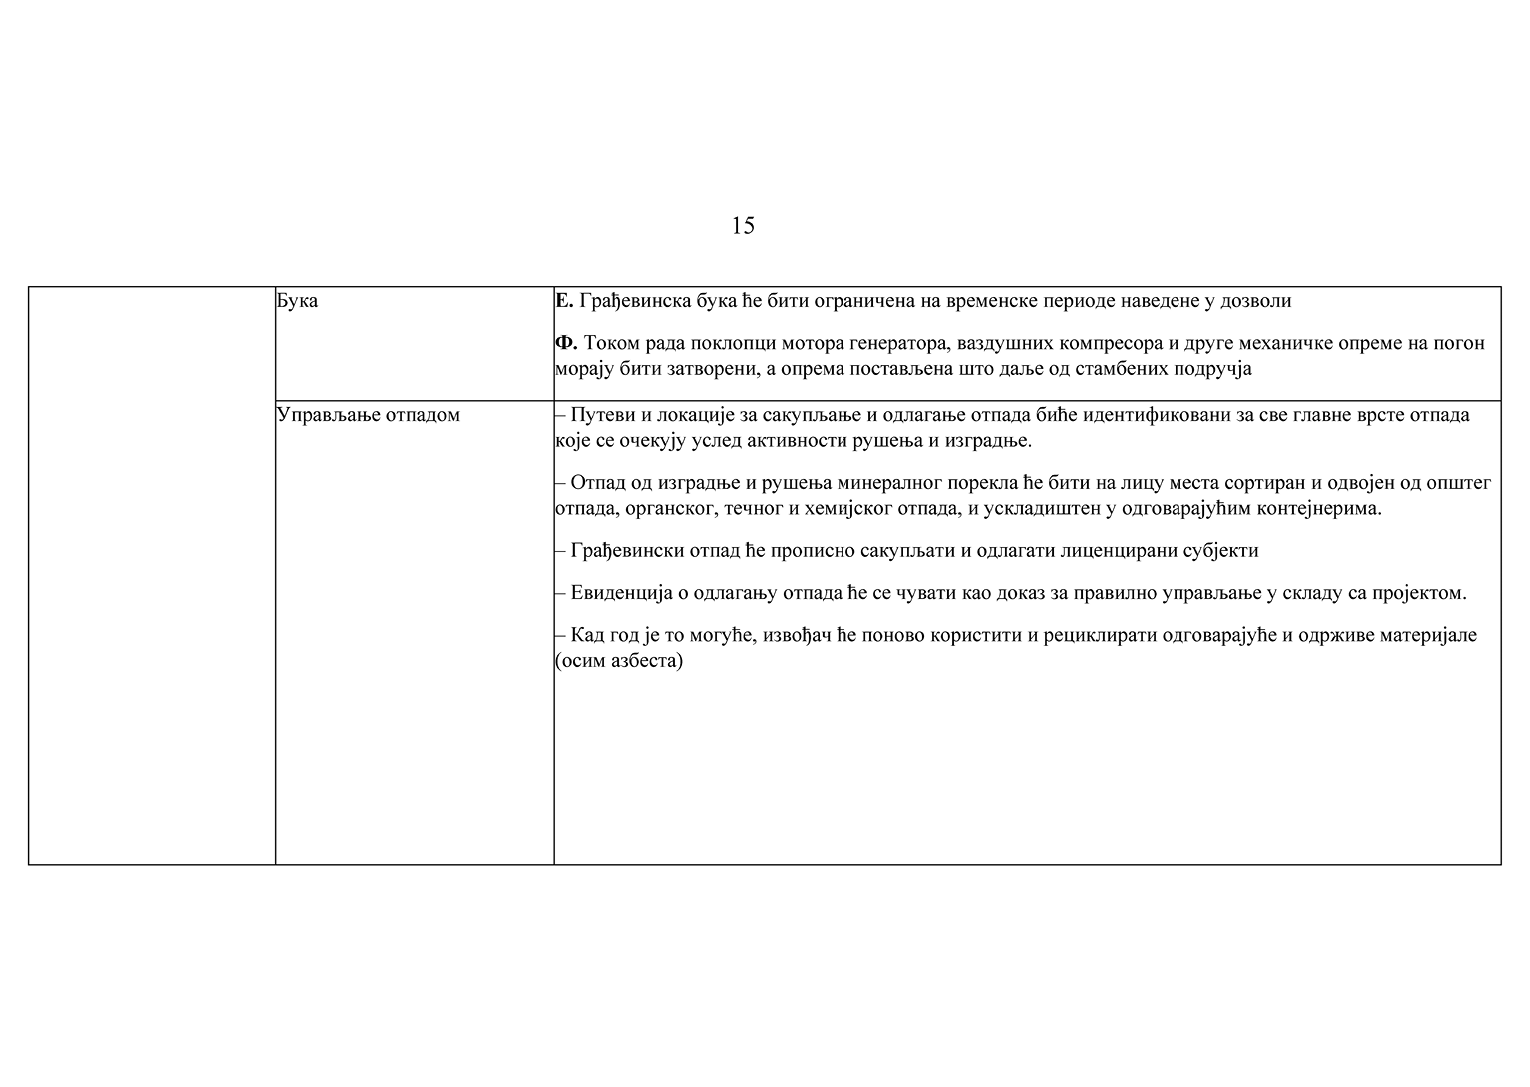 15
Бука
Е. Грађевинска бука ће бити ограничена на временске периоде наведене у дозволи
Ф. Током рада поклопци мотора генератора, ваздушних компресора и друге механичке опреме на погон
морају бити затворени, а опрема постављена што даље од стамбених подручја
Управљање отпадом
– Путеви и локације за сакупљање и одлагање отпада биће идентификовани за све главне врсте отпада
које се очекују услед активности рушења и изградње.
– Отпад од изградње и рушења минералног порекла ће бити на лицу места сортиран и одвојен од општег
отпада, органског, течног и хемијског отпада, и ускладиштен у одговарајућим контејнерима.
– Грађевински отпад ће прописно сакупљати и одлагати лиценцирани субјекти
– Евиденција о одлагању отпада ће се чувати као доказ за правилно управљање у складу са пројектом.
– Кад год је то могуће, извођач ће поново користити и рециклирати одговарајуће и одрживе материјале
(осим азбеста)